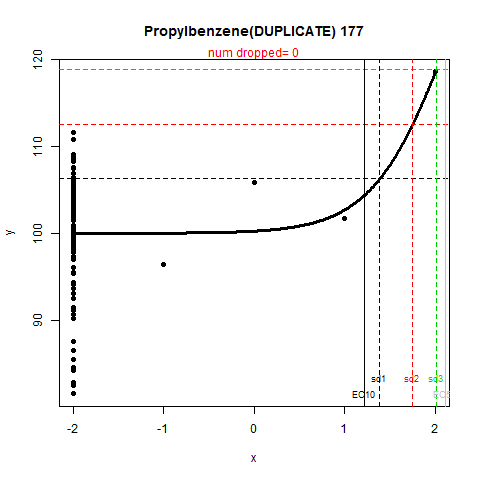 Propylbenzene(DUPLICATE) 177
num dropped= 0
120
110
100
90
y
sd1 sd2 sd3
EC10
-2 -1 0 1 2
x